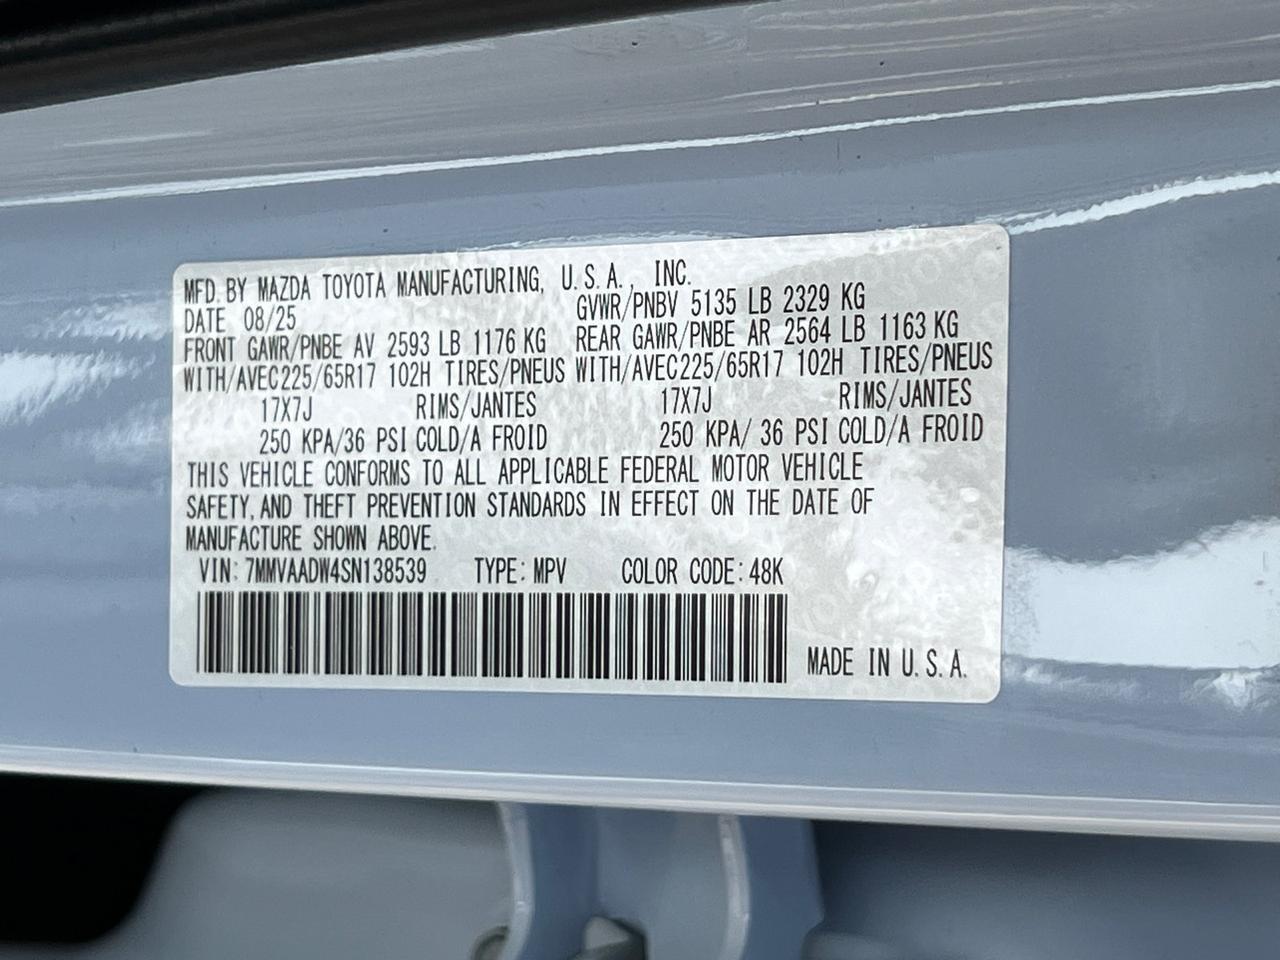 MFD. BY MAZDA TOYOTA MANUFACTURING, U.S.A., INC.
DATE 08/25 GVWR/PNBV 5135 LB 2329 KG
FRONT GAWR/PNBE AV 2593 LB 1176 KG REAR GAWR/PNBE AR 2564 LB 1163 KG
WITH/AVEC225/65R17 102H TIRES/PNEUS WITH/AVEC225/65R17 102H TIRES/PNEUS
17X7J RIMS/JANTES 17X7J RIMS/JANTES
250 KPA/36 PSI COLD/A FROID 250 KPA/ 36 PSI COLD/A FROID
THIS VEHICLE CONFORMS TO ALL APPLICABLE FEDERAL MOTOR VEHICLE
SAFETY, AND THEFT PREVENTION STANDARDS IN EFFECT ON THE DATE OF
MANUFACTURE SHOWN ABOVE.
VIN: 7MMVAADW4SN138539 TYPE: MPV COLOR CODE: 48K
MADE IN U.S.A.